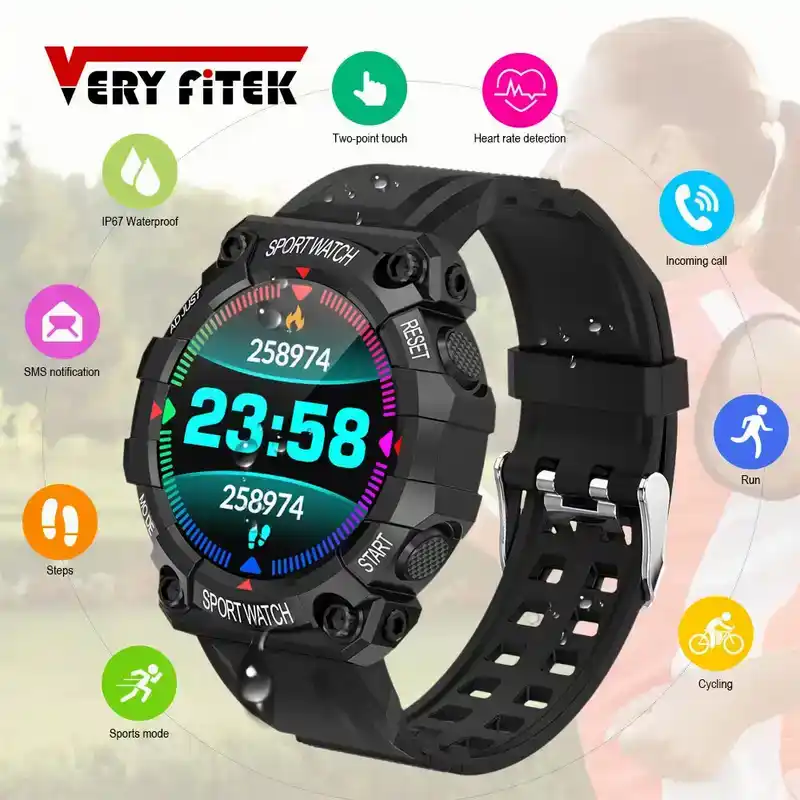 VERY FiTEK
Two-point touch
Heart rate detection
IP67 Waterproof
Incoming call
SMS notification
Run
Steps
Cycling
Sports mode
SPORT WATCH
ADJUST
RESET
258974
23:58
258974
MODE
START
SPORT WATCH